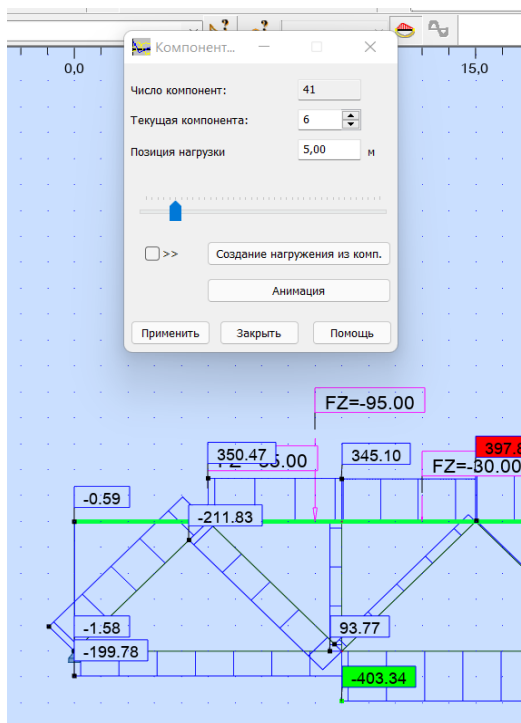 Компонент...
0,0
15,0
Число компонент:
41
Текущая компонента:
6
Позиция нагрузки
5,00
м
>>
Создание нагружения из комп.
Анимация
Применить
Закрыть
Помощь
FZ=-95.00
350.47
345.10
FZ=-30.00
-0.59
-211.83
-1.58
93.77
-199.78
-403.34